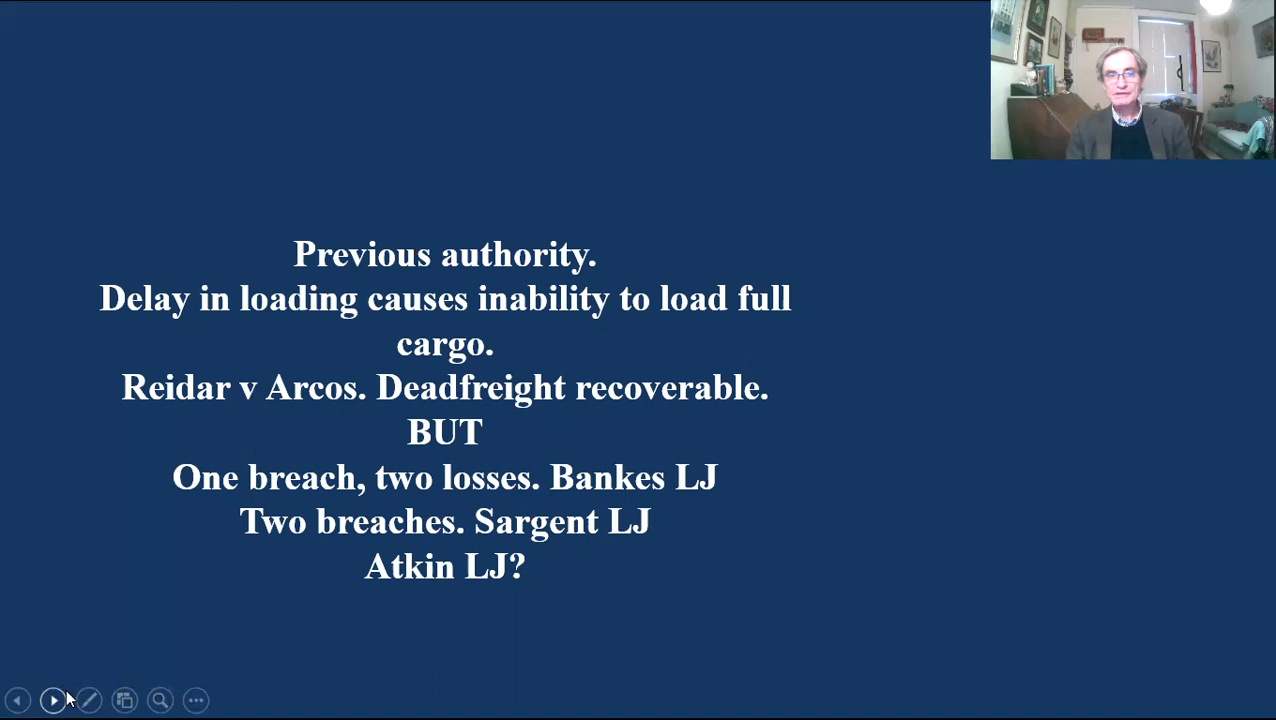 Previous authority.
Delay in loading causes inability to load full
cargo.
Reidar v Arcos. Deadfreight recoverable.
BUT
One breach, two losses. Bankes LJ
Two breaches. Sargent LJ
Atkin LJ?